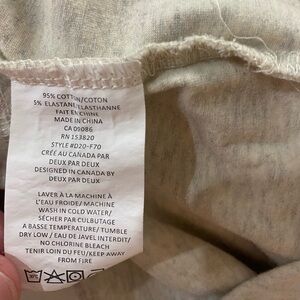 95% COTTON/COTON
5% ELASTANE/ELASTHANNE
FAIT EN CHINE
MADE IN CHINA
CA 09086
RN 153820
STYLE #D20-F70
CRÉÉ AU CANADA PAR
DEUX PAR DEUX
DESIGNED IN CANADA BY
DEUX PAR DEUX
LAVER À LA MACHINE À
L'EAU FROIDE/ MACHINE
WASH IN COLD WATER/
SÉCHER PAR CULBUTAGE
A BASSE TEMPÉRATURE/ TUMBLE
DRY LOW / EAU DE JAVEL INTERDIT/
NO CHLORINE BLEACH
TENIR LOIN DU FEU/KEEP AWAY
FROM FIRE